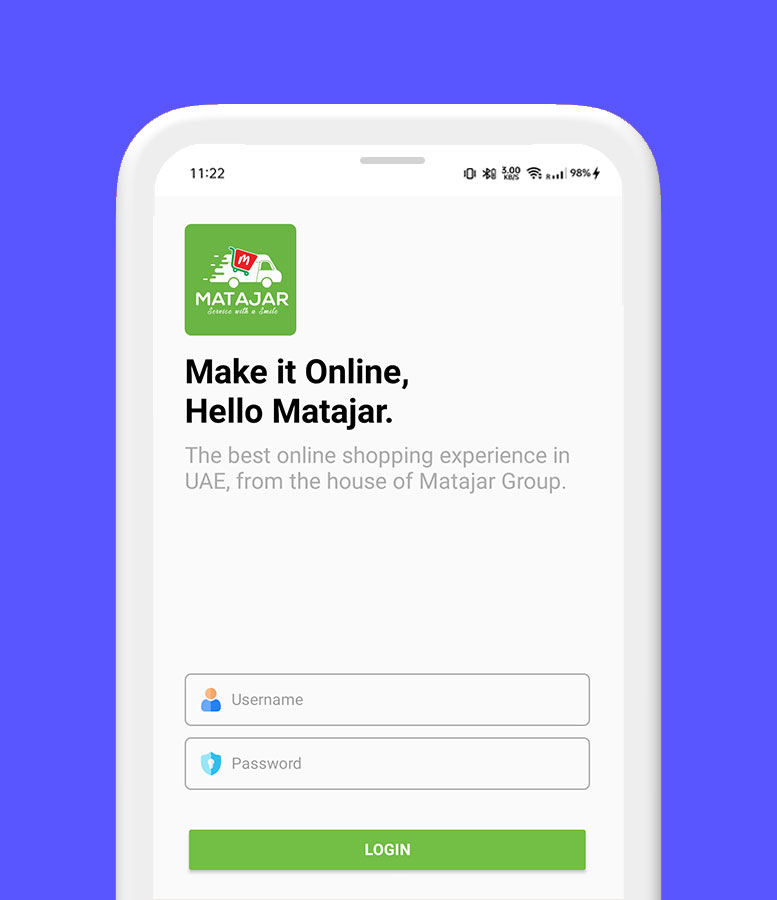 11:22
3.00
KB/S
R
98%
M
MATAJAR
Service with a Smile
Make it Online,
Hello Matajar.
The best online shopping experience in
UAE, from the house of Matajar Group.
Username
Password
LOGIN